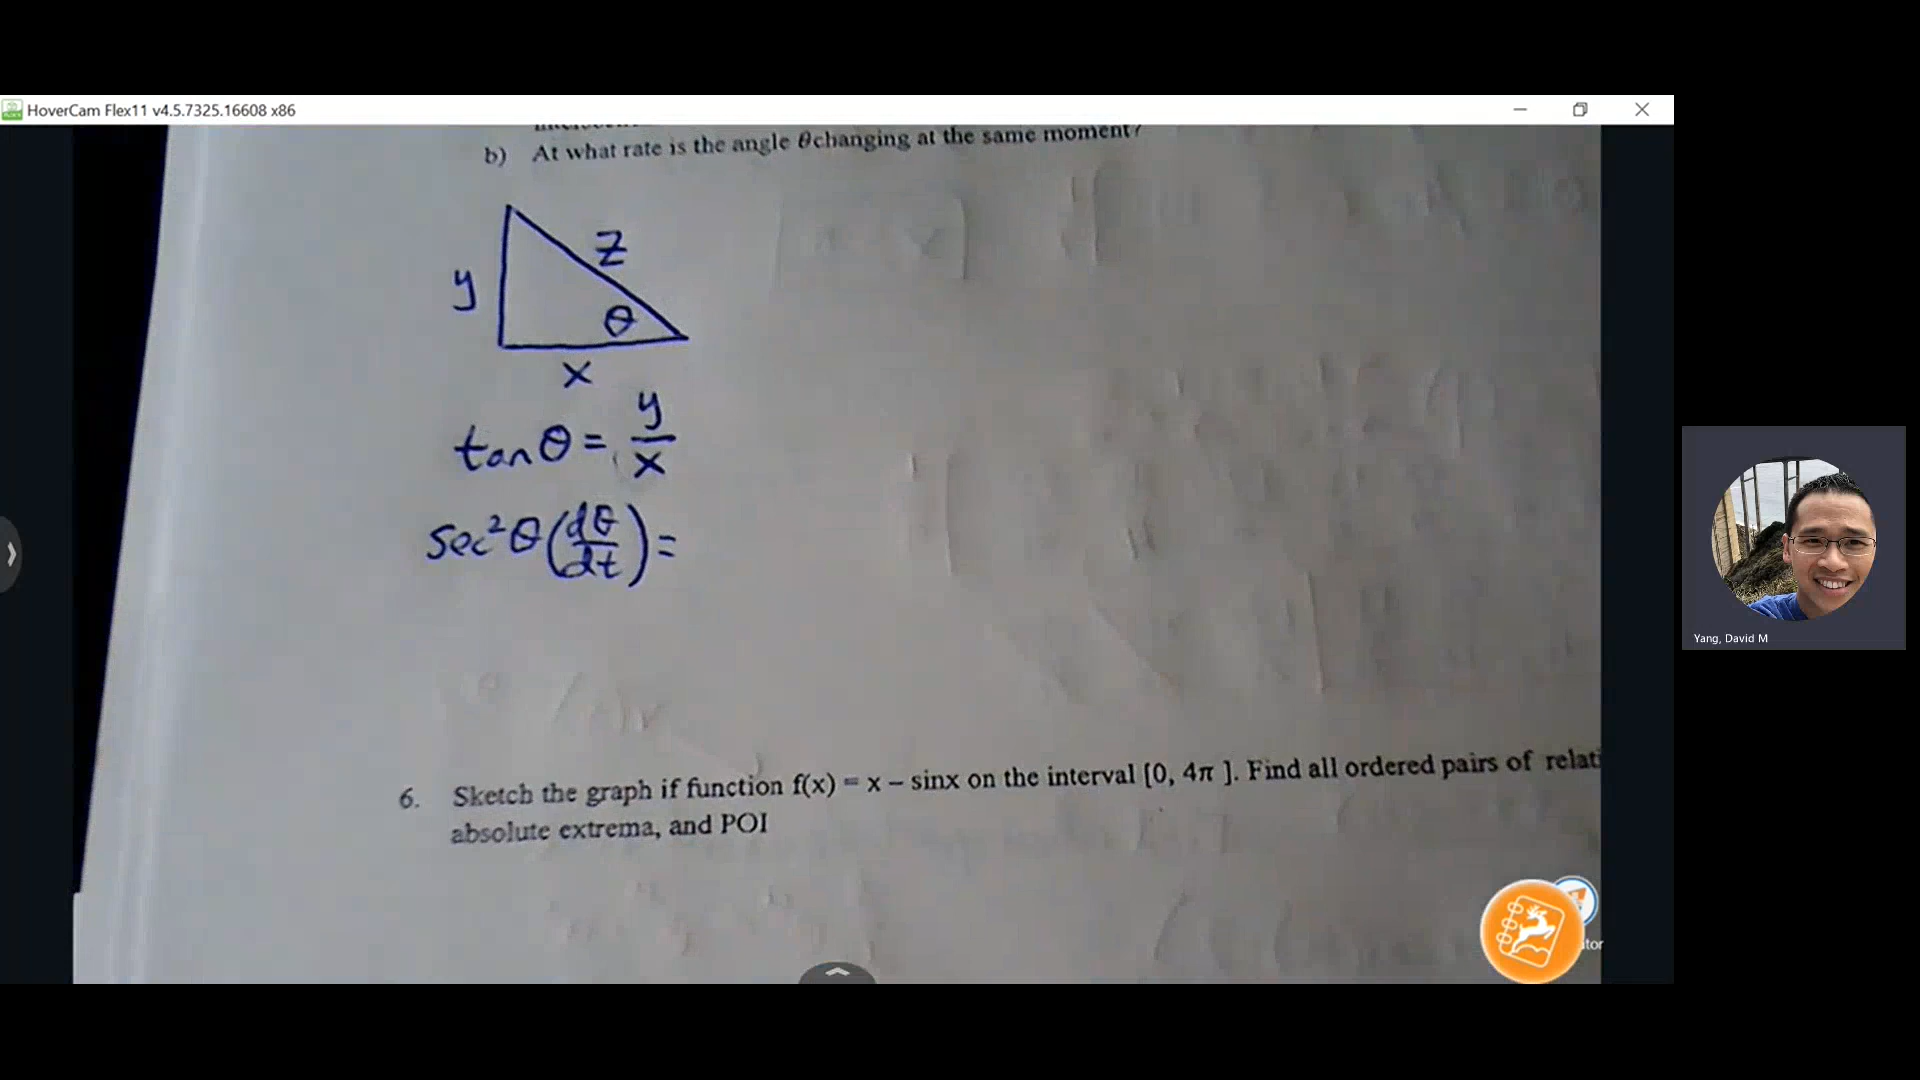 HoverCam Flex11 v4.5.7325.16608 x86
b) At what rate is the angle θ changing at the same moment?
y
z
θ
x
tanθ = y/x
sec²θ(dθ/dt) =
6. Sketch the graph if function f(x) = x – sinx on the interval [0, 4π ]. Find all ordered pairs of relati
absolute extrema, and POI
tor
Yang, David M